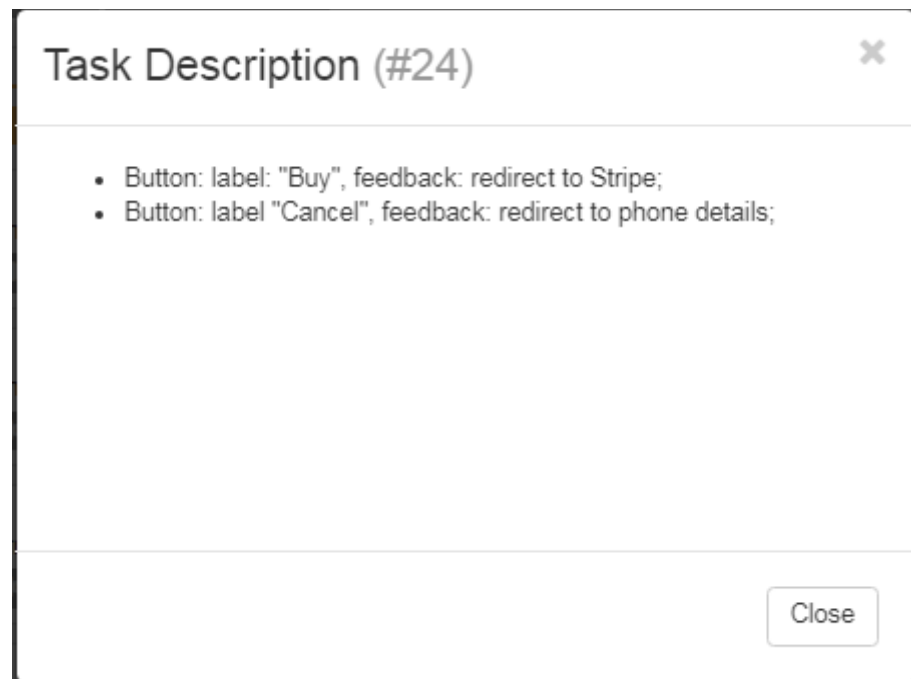 Task Description (#24)
Button: label: "Buy", feedback: redirect to Stripe;
Button: label "Cancel", feedback: redirect to phone details;
Close